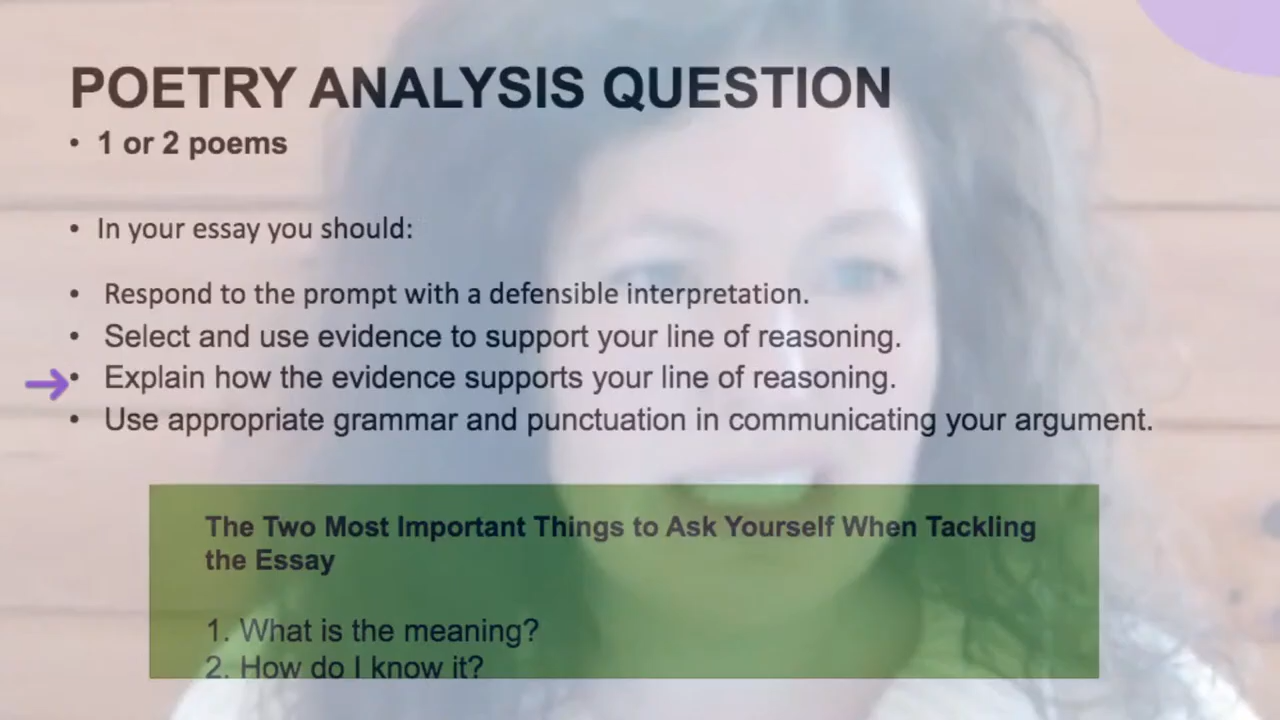 POETRY ANALYSIS QUESTION
• 1 or 2 poems
• In your essay you should:
• Respond to the prompt with a defensible interpretation.
• Select and use evidence to support your line of reasoning.
• Explain how the evidence supports your line of reasoning.
• Use appropriate grammar and punctuation in communicating your argument.
The Two Most Important Things to Ask Yourself When Tackling
the Essay
1. What is the meaning?
2. How do I know it?